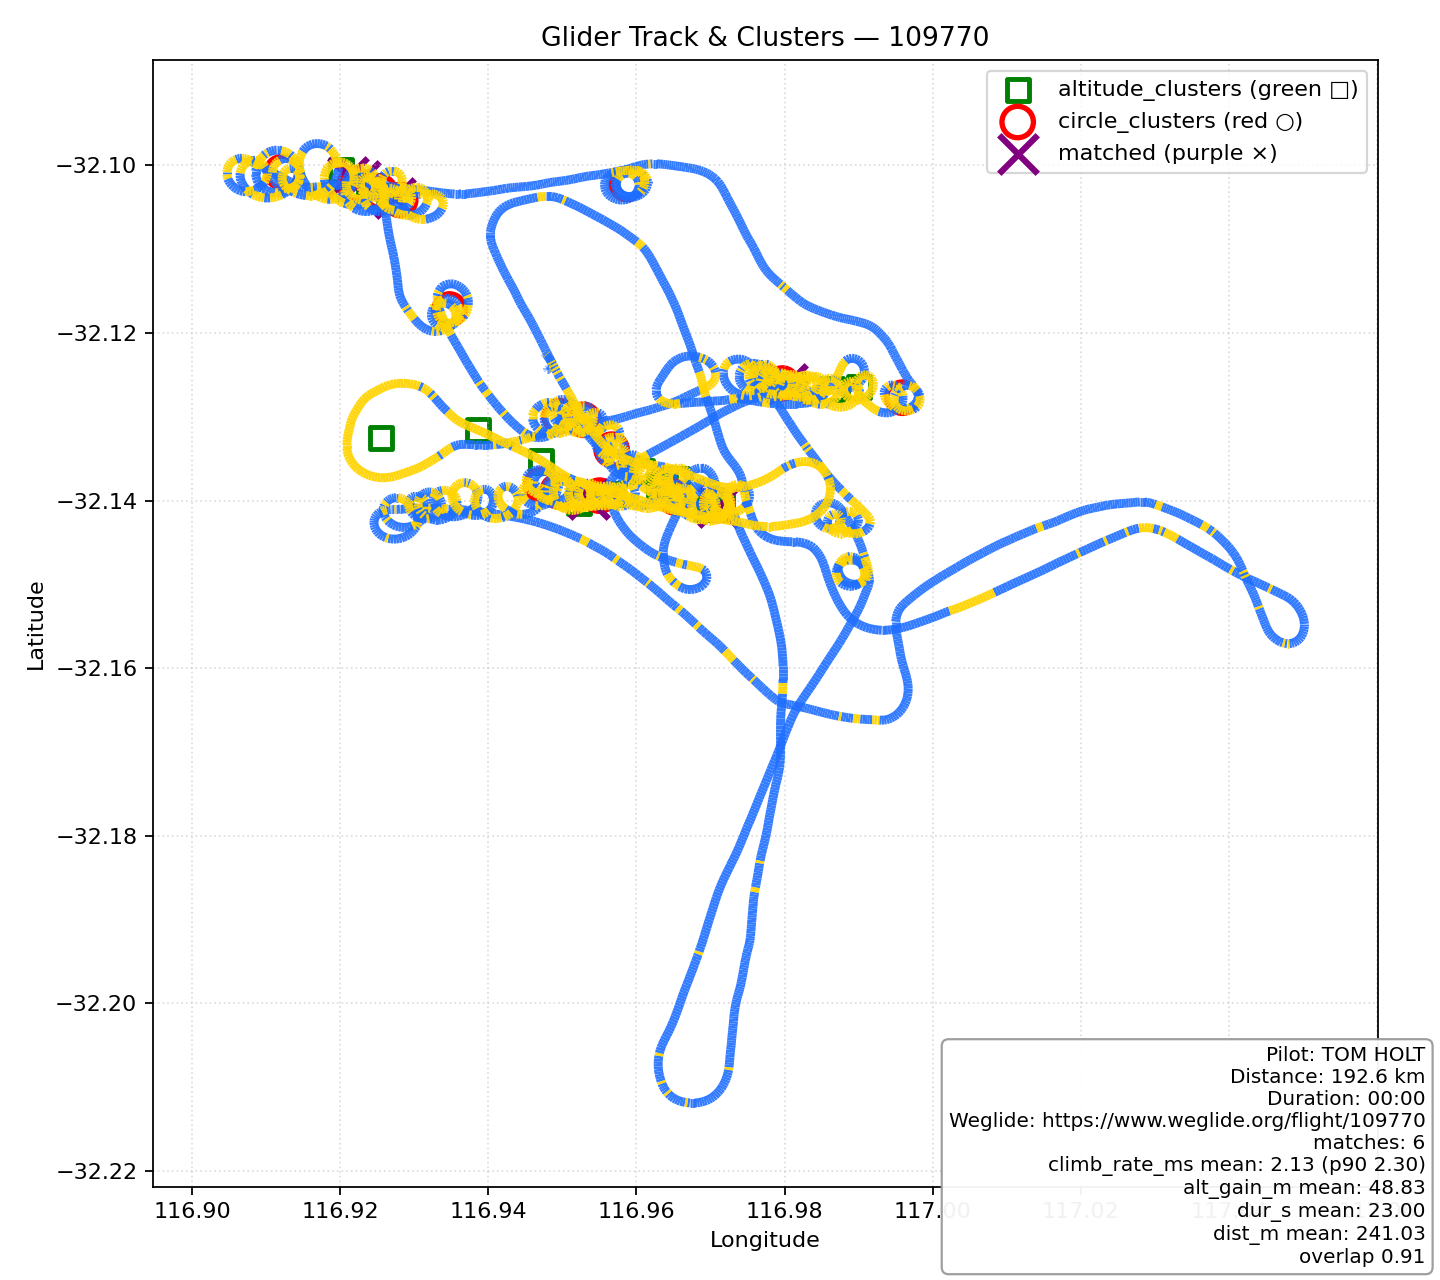 Glider Track & Clusters — 109770
altitude_clusters (green □)
circle_clusters (red ○)
matched (purple ×)
−32.10
−32.12
−32.14
−32.16
−32.18
−32.20
−32.22
Latitude
116.90
116.92
116.94
116.96
116.98
117.00
117.02
Longitude
Pilot: TOM HOLT
Distance: 192.6 km
Duration: 00:00
Weglide: https://www.weglide.org/flight/109770
matches: 6
climb_rate_ms mean: 2.13 (p90 2.30)
alt_gain_m mean: 48.83
dur_s mean: 23.00
dist_m mean: 241.03
overlap 0.91